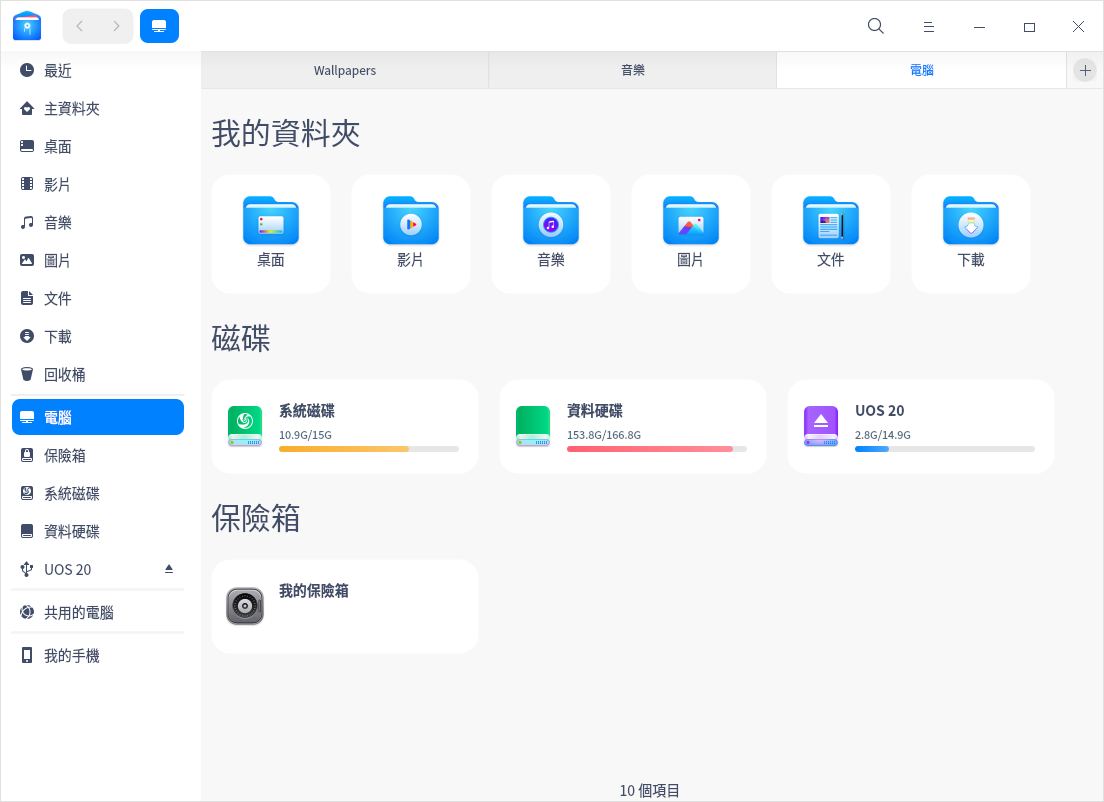 Wallpapers
音樂
電腦
最近
主資料夾
桌面
影片
音樂
圖片
文件
下載
回收桶
電腦
保險箱
系統磁碟
資料硬碟
UOS 20
共用的電腦
我的手機
我的資料夾
桌面
影片
音樂
圖片
文件
下載
磁碟
系統磁碟
10.9G/15G
資料硬碟
153.8G/166.8G
UOS 20
2.8G/14.9G
保險箱
我的保險箱
10 個項目